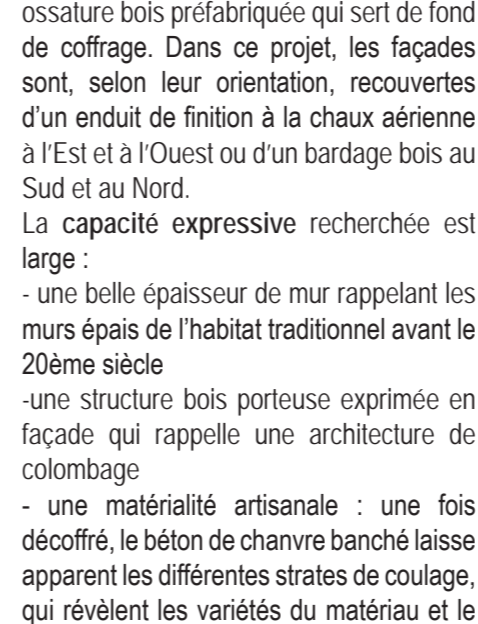 ossature bois préfabriquée qui sert de fond
de coffrage. Dans ce projet, les façades
sont, selon leur orientation, recouvertes
d’un enduit de finition à la chaux aérienne
à l’Est et à l’Ouest ou d’un bardage bois au
Sud et au Nord.
La capacité expressive recherchée est
large :
- une belle épaisseur de mur rappelant les
murs épais de l’habitat traditionnel avant le
20ème siècle
-une structure bois porteuse exprimée en
façade qui rappelle une architecture de
colombage
- une matérialité artisanale : une fois
décoffré, le béton de chanvre banché laisse
apparent les différentes strates de coulage,
qui révèlent les variétés du matériau et le